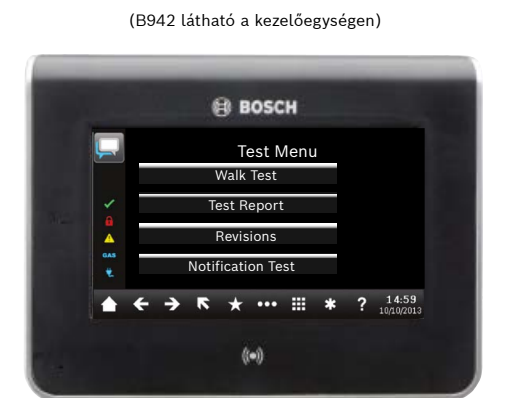 (B942 látható a kezelőegységen)
BOSCH
Test Menu
Walk Test
Test Report
Revisions
Notification Test
GAS
?
14:59
10/10/2013